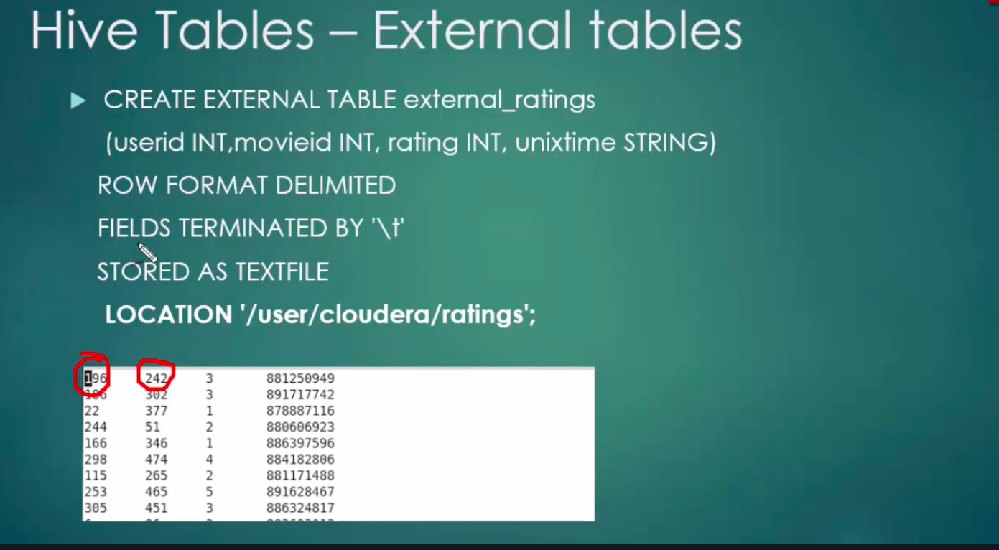 Hive Tables – External tables
CREATE EXTERNAL TABLE external_ratings
(userid INT,movieid INT, rating INT, unixtime STRING)
ROW FORMAT DELIMITED
FIELDS TERMINATED BY '\t'
STORED AS TEXTFILE
LOCATION '/user/cloudera/ratings';
196 242 3 881250949
186 302 3 891717742
22 377 1 878887116
244 51 2 880606923
166 346 1 886397596
298 474 4 884182806
115 265 2 881171488
253 465 5 891628467
305 451 3 886324817